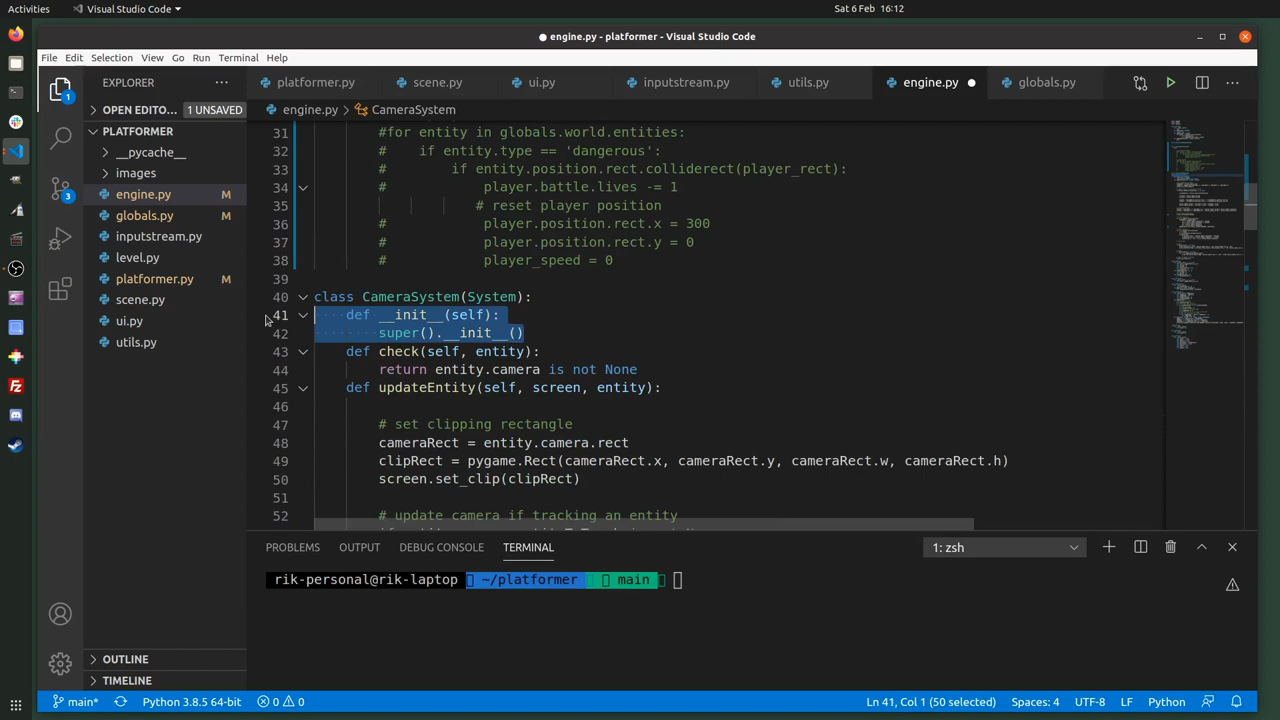 Activities
Visual Studio Code
Sat 6 Feb 16:12
engine.py - platformer - Visual Studio Code
File Edit Selection View Go Run Terminal Help
EXPLORER
platformer.py
scene.py
ui.py
inputstream.py
utils.py
engine.py
globals.py
OPEN EDITO... 1 UNSAVED
engine.py > CameraSystem
PLATFORMER
__pycache__
images
engine.py M
globals.py M
inputstream.py
level.py
platformer.py M
scene.py
ui.py
utils.py
OUTLINE
TIMELINE
1
3
31 #for entity in globals.world.entities:
32 # if entity.type == 'dangerous':
33 # if entity.position.rect.colliderect(player_rect):
34 # player.battle.lives -= 1
35 # reset player position
36 # player.position.rect.x = 300
37 # player.position.rect.y = 0
38 # player_speed = 0
39
40 class CameraSystem(System):
41 def __init__(self):
42 super().__init__()
43 def check(self, entity):
44 return entity.camera is not None
45 def updateEntity(self, screen, entity):
46
47 # set clipping rectangle
48 cameraRect = entity.camera.rect
49 clipRect = pygame.Rect(cameraRect.x, cameraRect.y, cameraRect.w, cameraRect.h)
50 screen.set_clip(clipRect)
51
52 # update camera if tracking an entity
PROBLEMS OUTPUT DEBUG CONSOLE TERMINAL
1: zsh
rik-personal@rik-laptop ~/platformer main
main* Python 3.8.5 64-bit 0 0
Ln 41, Col 1 (50 selected) Spaces: 4 UTF-8 LF Python